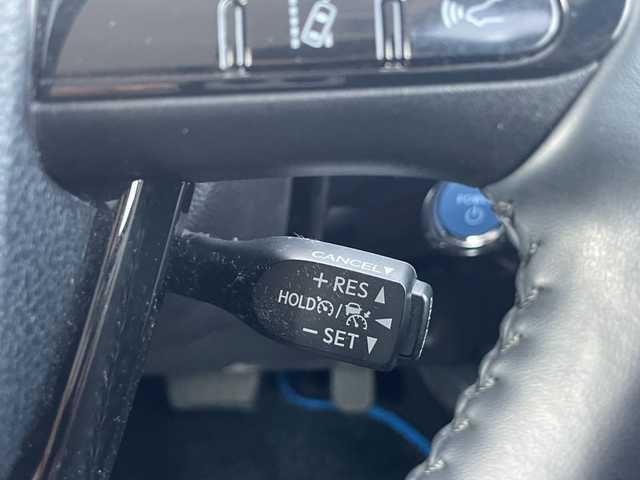 CANCEL▼
+ RES ▲
HOLD / ◀
− SET ▼